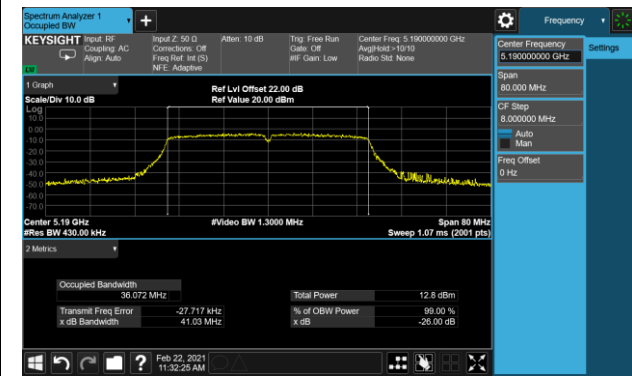 Spectrum Analyzer 1
Occupied BW
+
Frequency
KEYSIGHT
Input: RF
Coupling: AC
Align: Auto
Input Z: 50 Ω
Corrections: Off
Freq Ref: Int (S)
NFE: Adaptive
Atten: 10 dB
Trig: Free Run
Gate: Off
#IF Gain: Low
Center Freq: 5.190000000 GHz
Avg|Hold:>10/10
Radio Std: None
Center Frequency
5.190000000 GHz
Settings
Span
80.000 MHz
CF Step
8.000000 MHz
Auto
Man
Freq Offset
0 Hz
1 Graph
Scale/Div 10.0 dB
Ref Lvl Offset 22.00 dB
Ref Value 20.00 dBm
Log
10.0
0.00
-10.0
-20.0
-30.0
-40.0
-50.0
-60.0
-70.0
Center 5.19 GHz
#Video BW 1.3000 MHz
Span 80 MHz
#Res BW 430.00 kHz
Sweep 1.07 ms (2001 pts)
2 Metrics
Occupied Bandwidth
36.072 MHz
Total Power
12.8 dBm
Transmit Freq Error
-27.717 kHz
% of OBW Power
99.00 %
x dB Bandwidth
41.03 MHz
x dB
-26.00 dB
?
Feb 22, 2021
11:32:25 AM